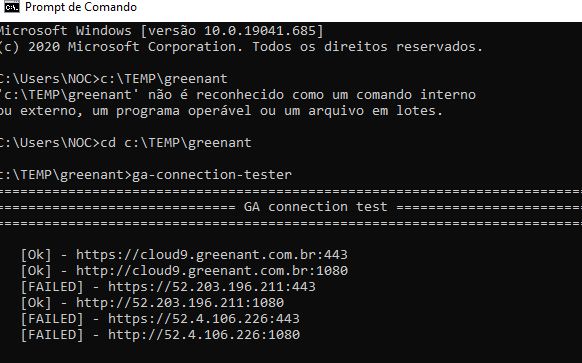 Prompt de Comando
Microsoft Windows [versão 10.0.19041.685]
(c) 2020 Microsoft Corporation. Todos os direitos reservados.
C:\Users\NOC>c:\TEMP\greenant
'c:\TEMP\greenant' não é reconhecido como um comando interno
ou externo, um programa operável ou um arquivo em lotes.
C:\Users\NOC>cd c:\TEMP\greenant
c:\TEMP\greenant>ga-connection-tester
=========================================================================
============================== GA connection test =======================
=========================================================================
[Ok] - https://cloud9.greenant.com.br:443
[Ok] - http://cloud9.greenant.com.br:1080
[FAILED] - https://52.203.196.211:443
[Ok] - http://52.203.196.211:1080
[FAILED] - https://52.4.106.226:443
[FAILED] - http://52.4.106.226:1080